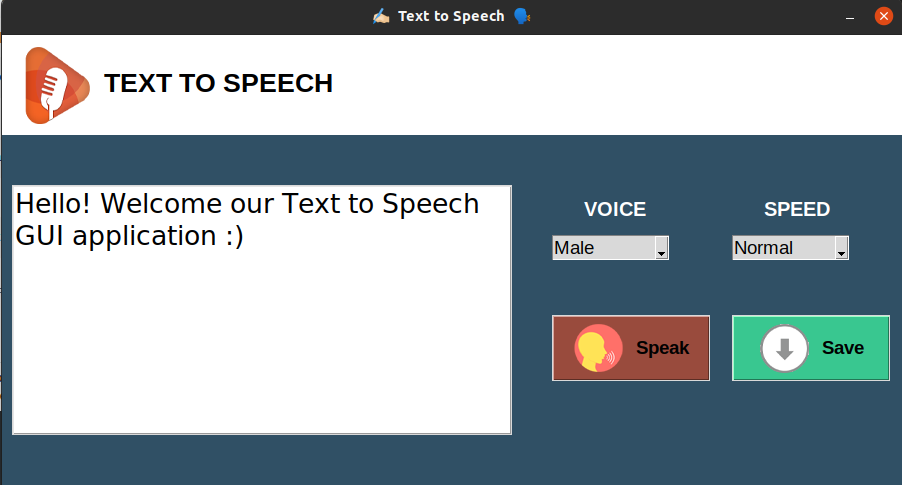 ✍🏻 Text to Speech 🗣
TEXT TO SPEECH
Hello! Welcome our Text to Speech
GUI application :)
VOICE
SPEED
Male
Normal
Speak
Save